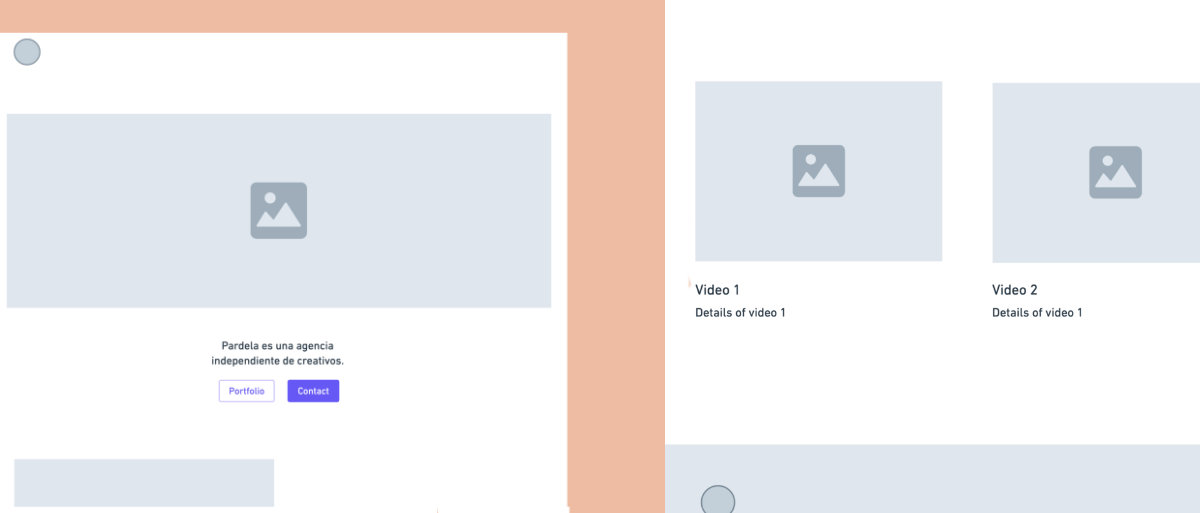 Pardela es una agencia
independiente de creativos.
Portfolio
Contact
Video 1
Details of video 1
Video 2
Details of video 1